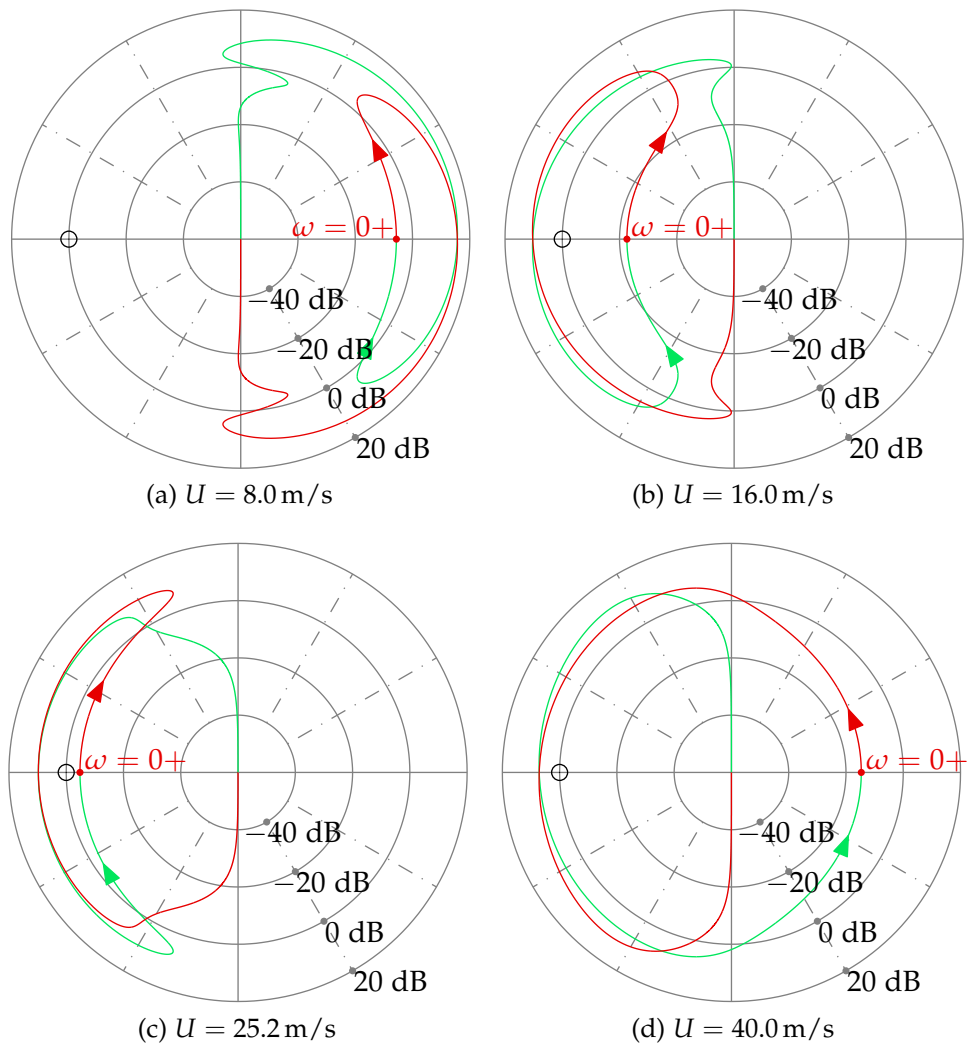 ω = 0+
−40 dB
−20 dB
0 dB
20 dB
(a) U = 8.0 m/s
ω = 0+
−40 dB
−20 dB
0 dB
20 dB
(b) U = 16.0 m/s
ω = 0+
−40 dB
−20 dB
0 dB
20 dB
(c) U = 25.2 m/s
ω = 0+
−40 dB
−20 dB
0 dB
20 dB
(d) U = 40.0 m/s